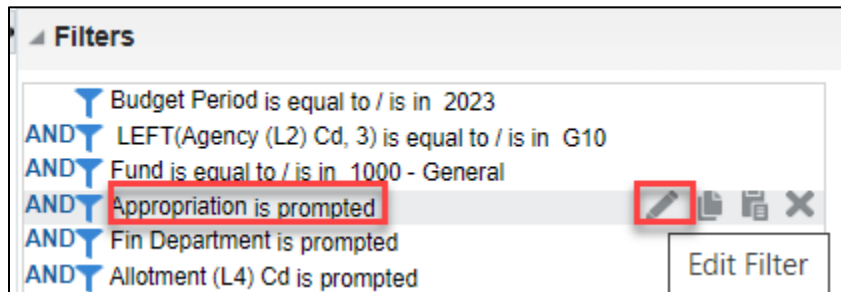 Filters
Budget Period is equal to / is in 2023
AND LEFT(Agency (L2) Cd, 3) is equal to / is in G10
AND Fund is equal to / is in 1000 - General
AND Appropriation is prompted
AND Fin Department is prompted
AND Allotment (L4) Cd is prompted
Edit Filter